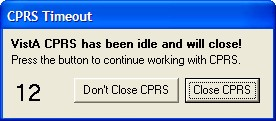 CPRS Timeout
VistA CPRS has been idle and will close!
Press the button to continue working with CPRS.
12 Don't Close CPRS Close CPRS